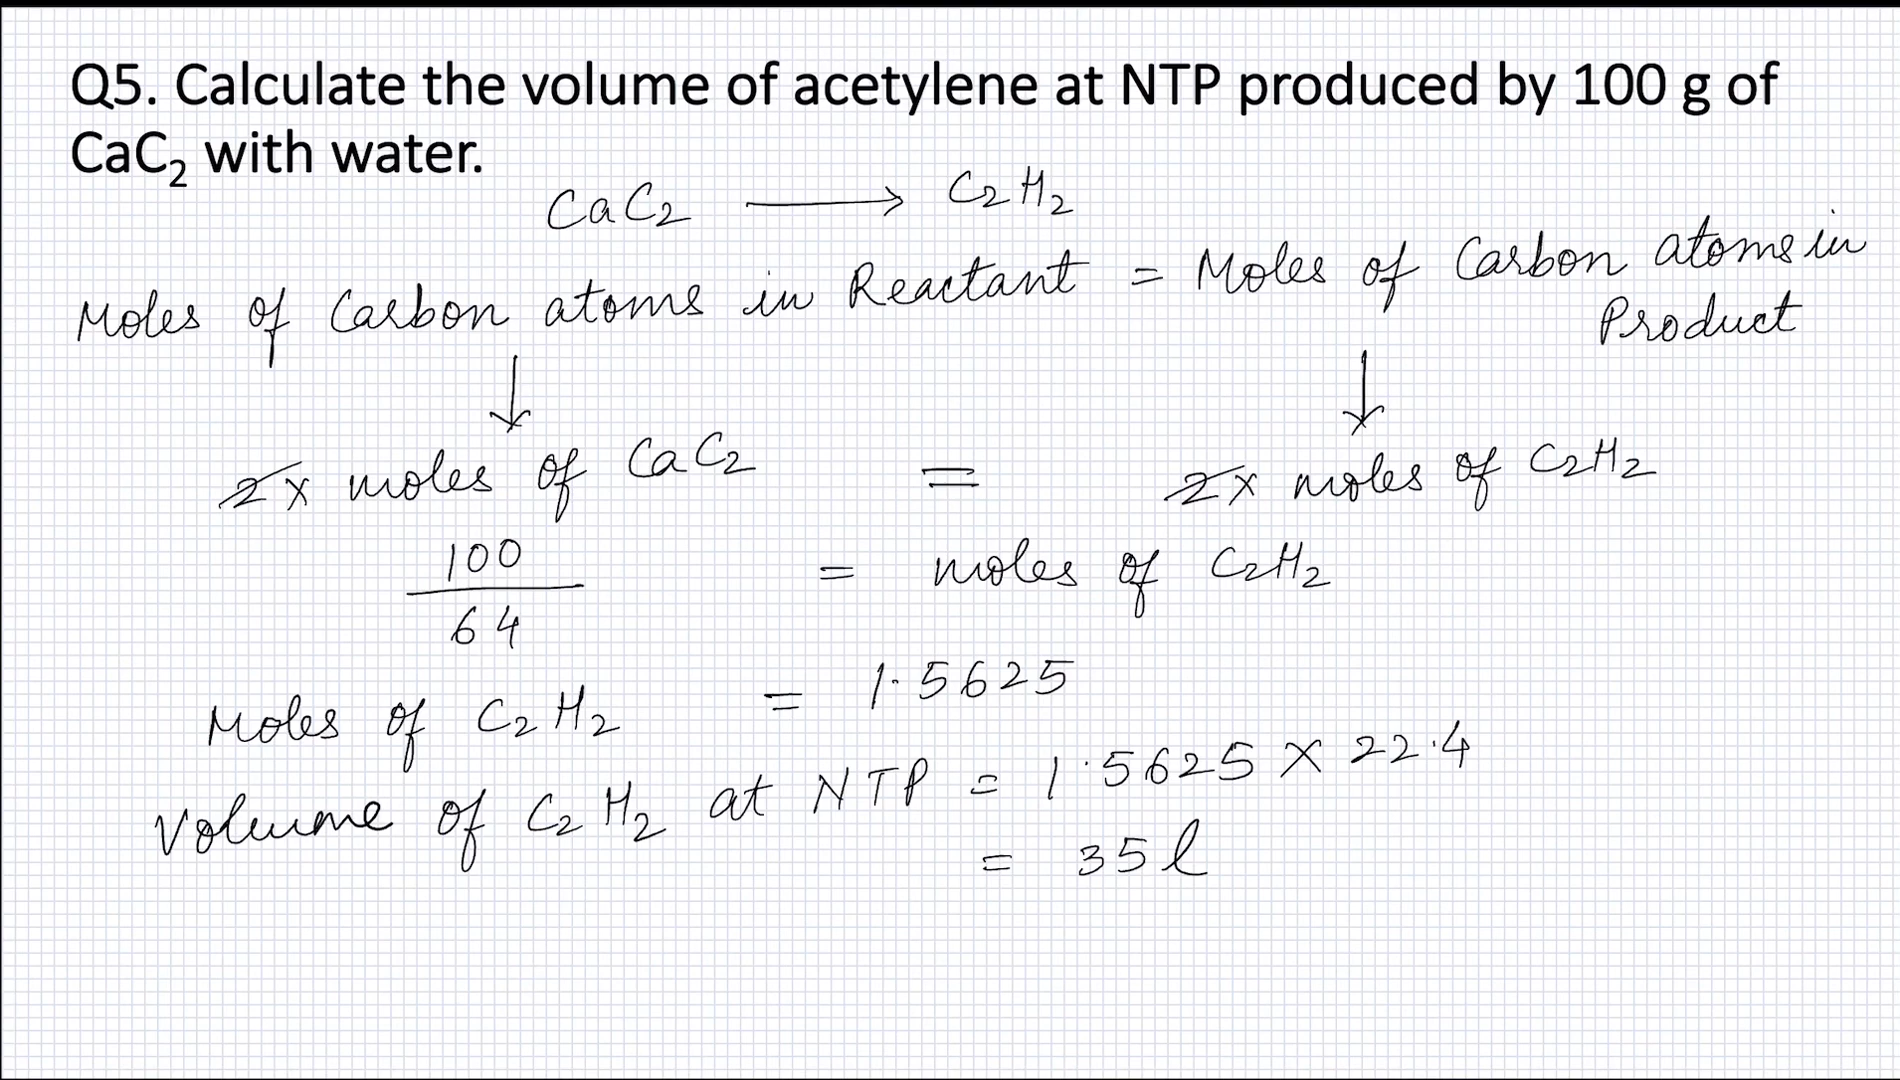 Q5. Calculate the volume of acetylene at NTP produced by 100 g of
CaC₂ with water.
CaC₂ ⟶ C₂H₂
Moles of Carbon atoms in Reactant = Moles of Carbon atoms in
Product
↓ ↓
2x moles of CaC₂ = 2x moles of C₂H₂
100
64
= moles of C₂H₂
Moles of C₂H₂ = 1.5625
Volume of C₂H₂ at NTP = 1.5625 × 22.4
= 35 l